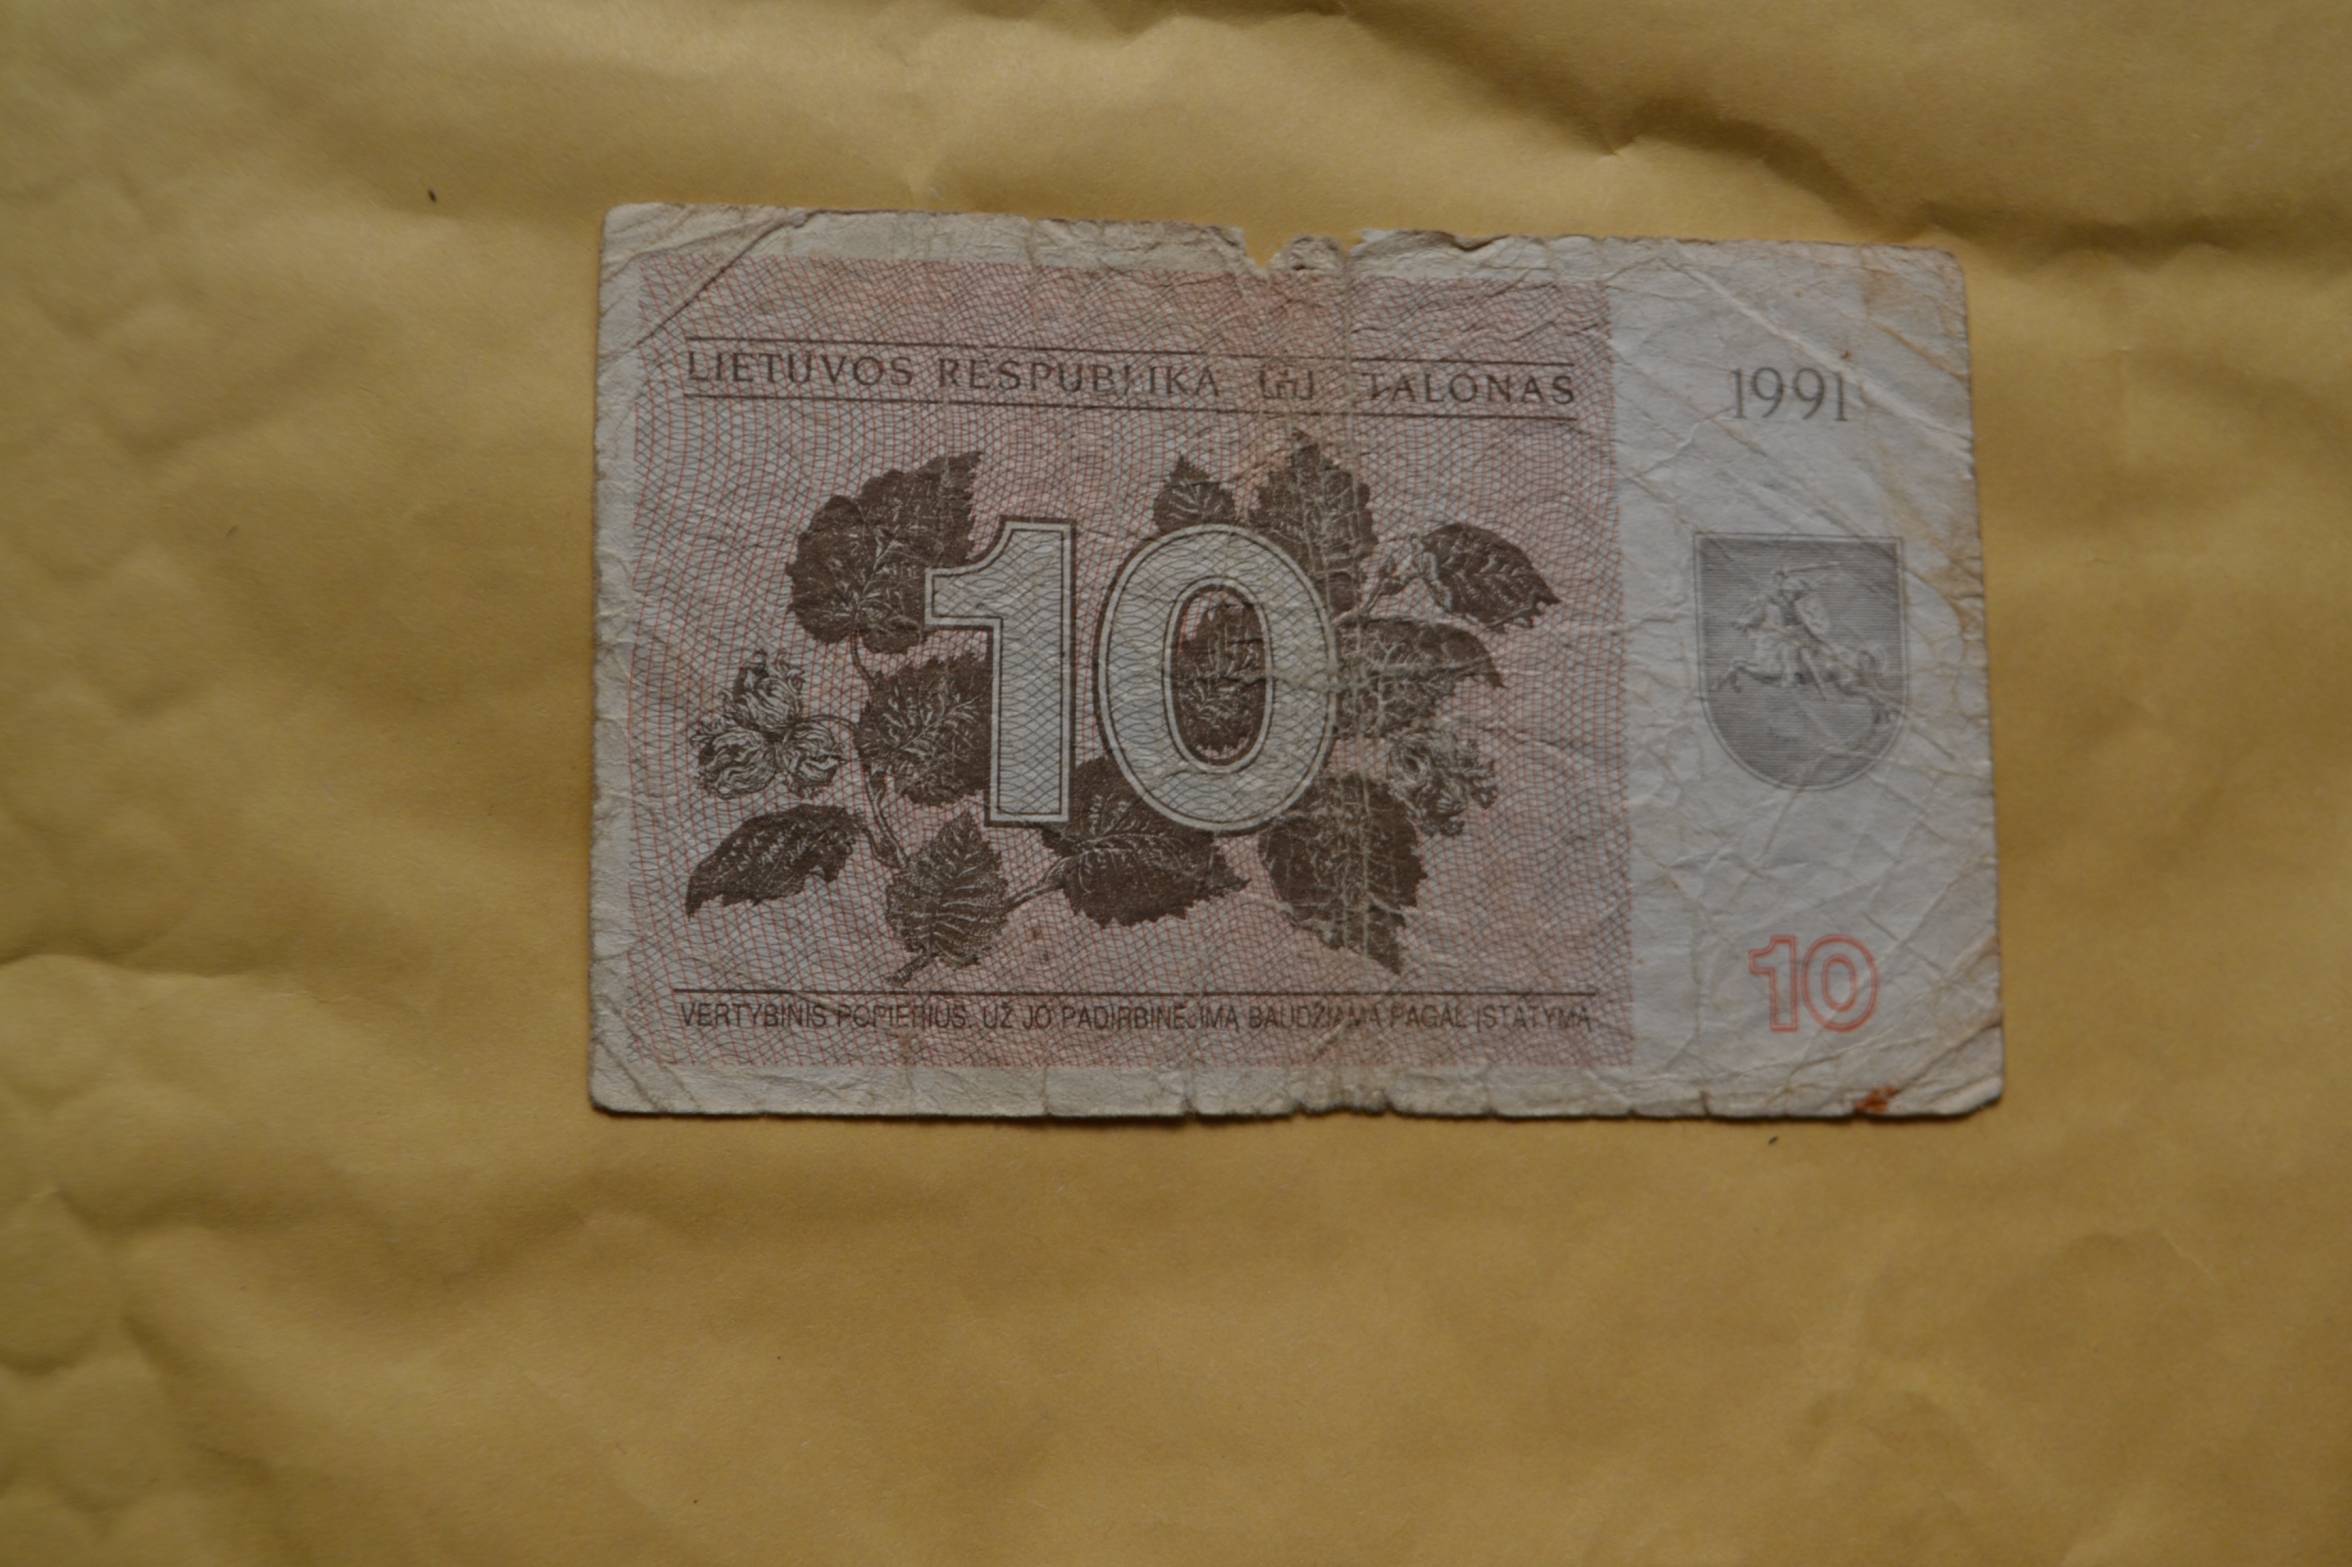 LIETUVOS RESPUBLIKA TALONAS
1991
10
10
VERTYBINIS POPIERIUS. UŽ JO PADIRBINĖJIMĄ BAUDŽIAMA PAGAL ĮSTATYMĄ